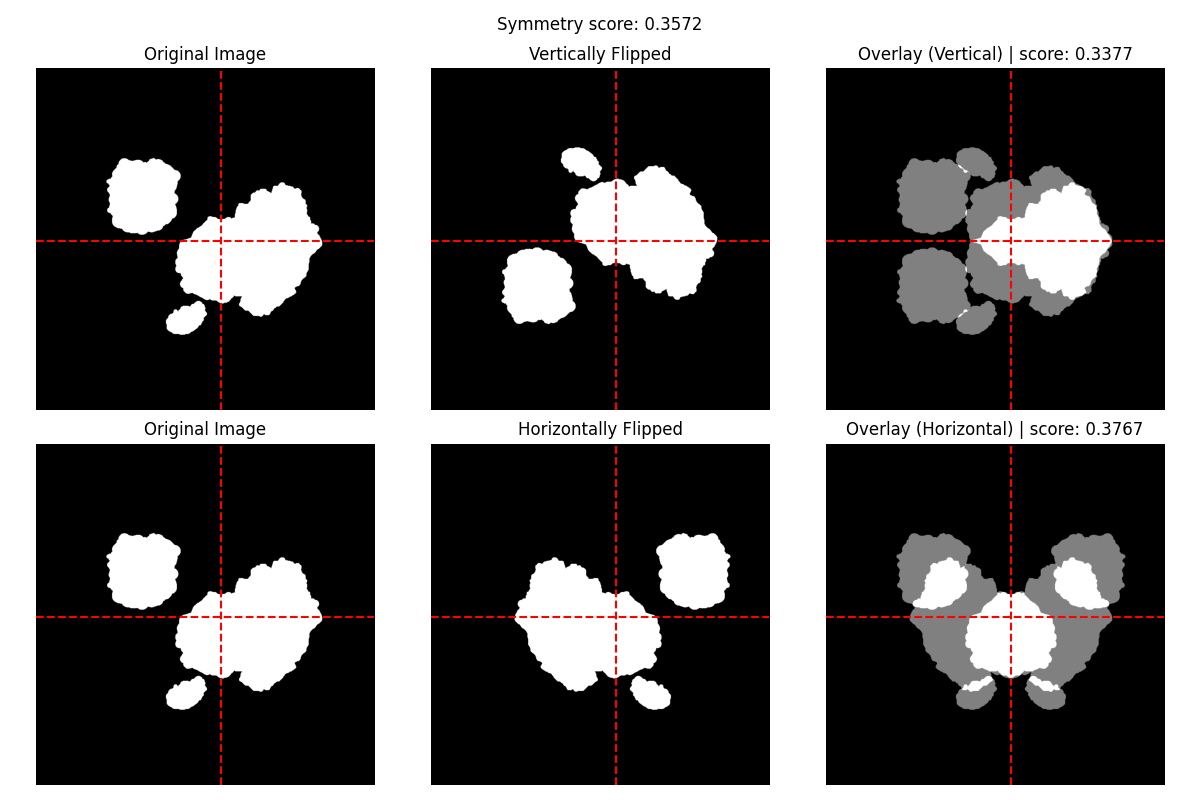 Symmetry score: 0.3572
Original Image
Vertically Flipped
Overlay (Vertical) | score: 0.3377
Original Image
Horizontally Flipped
Overlay (Horizontal) | score: 0.3767